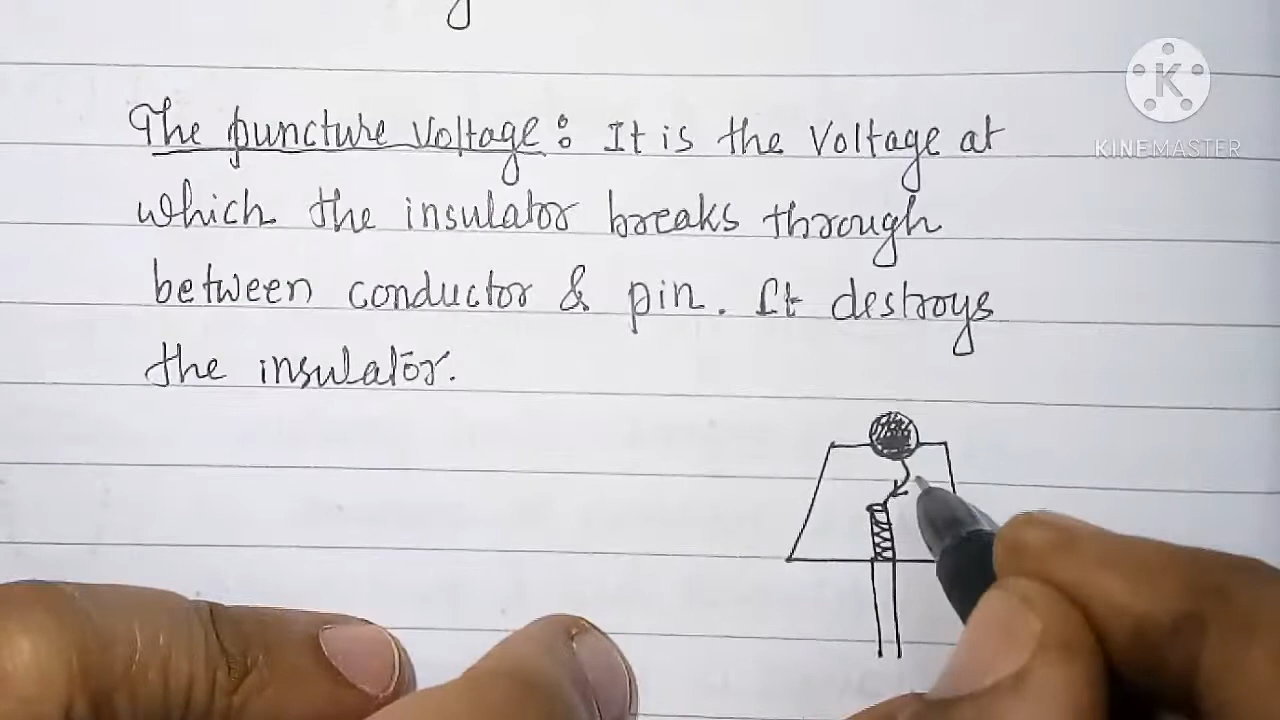 The puncture Voltage: It is the Voltage at
which the insulator breaks through
between conductor & pin. It destroys
the insulator.
K
KINEMASTER